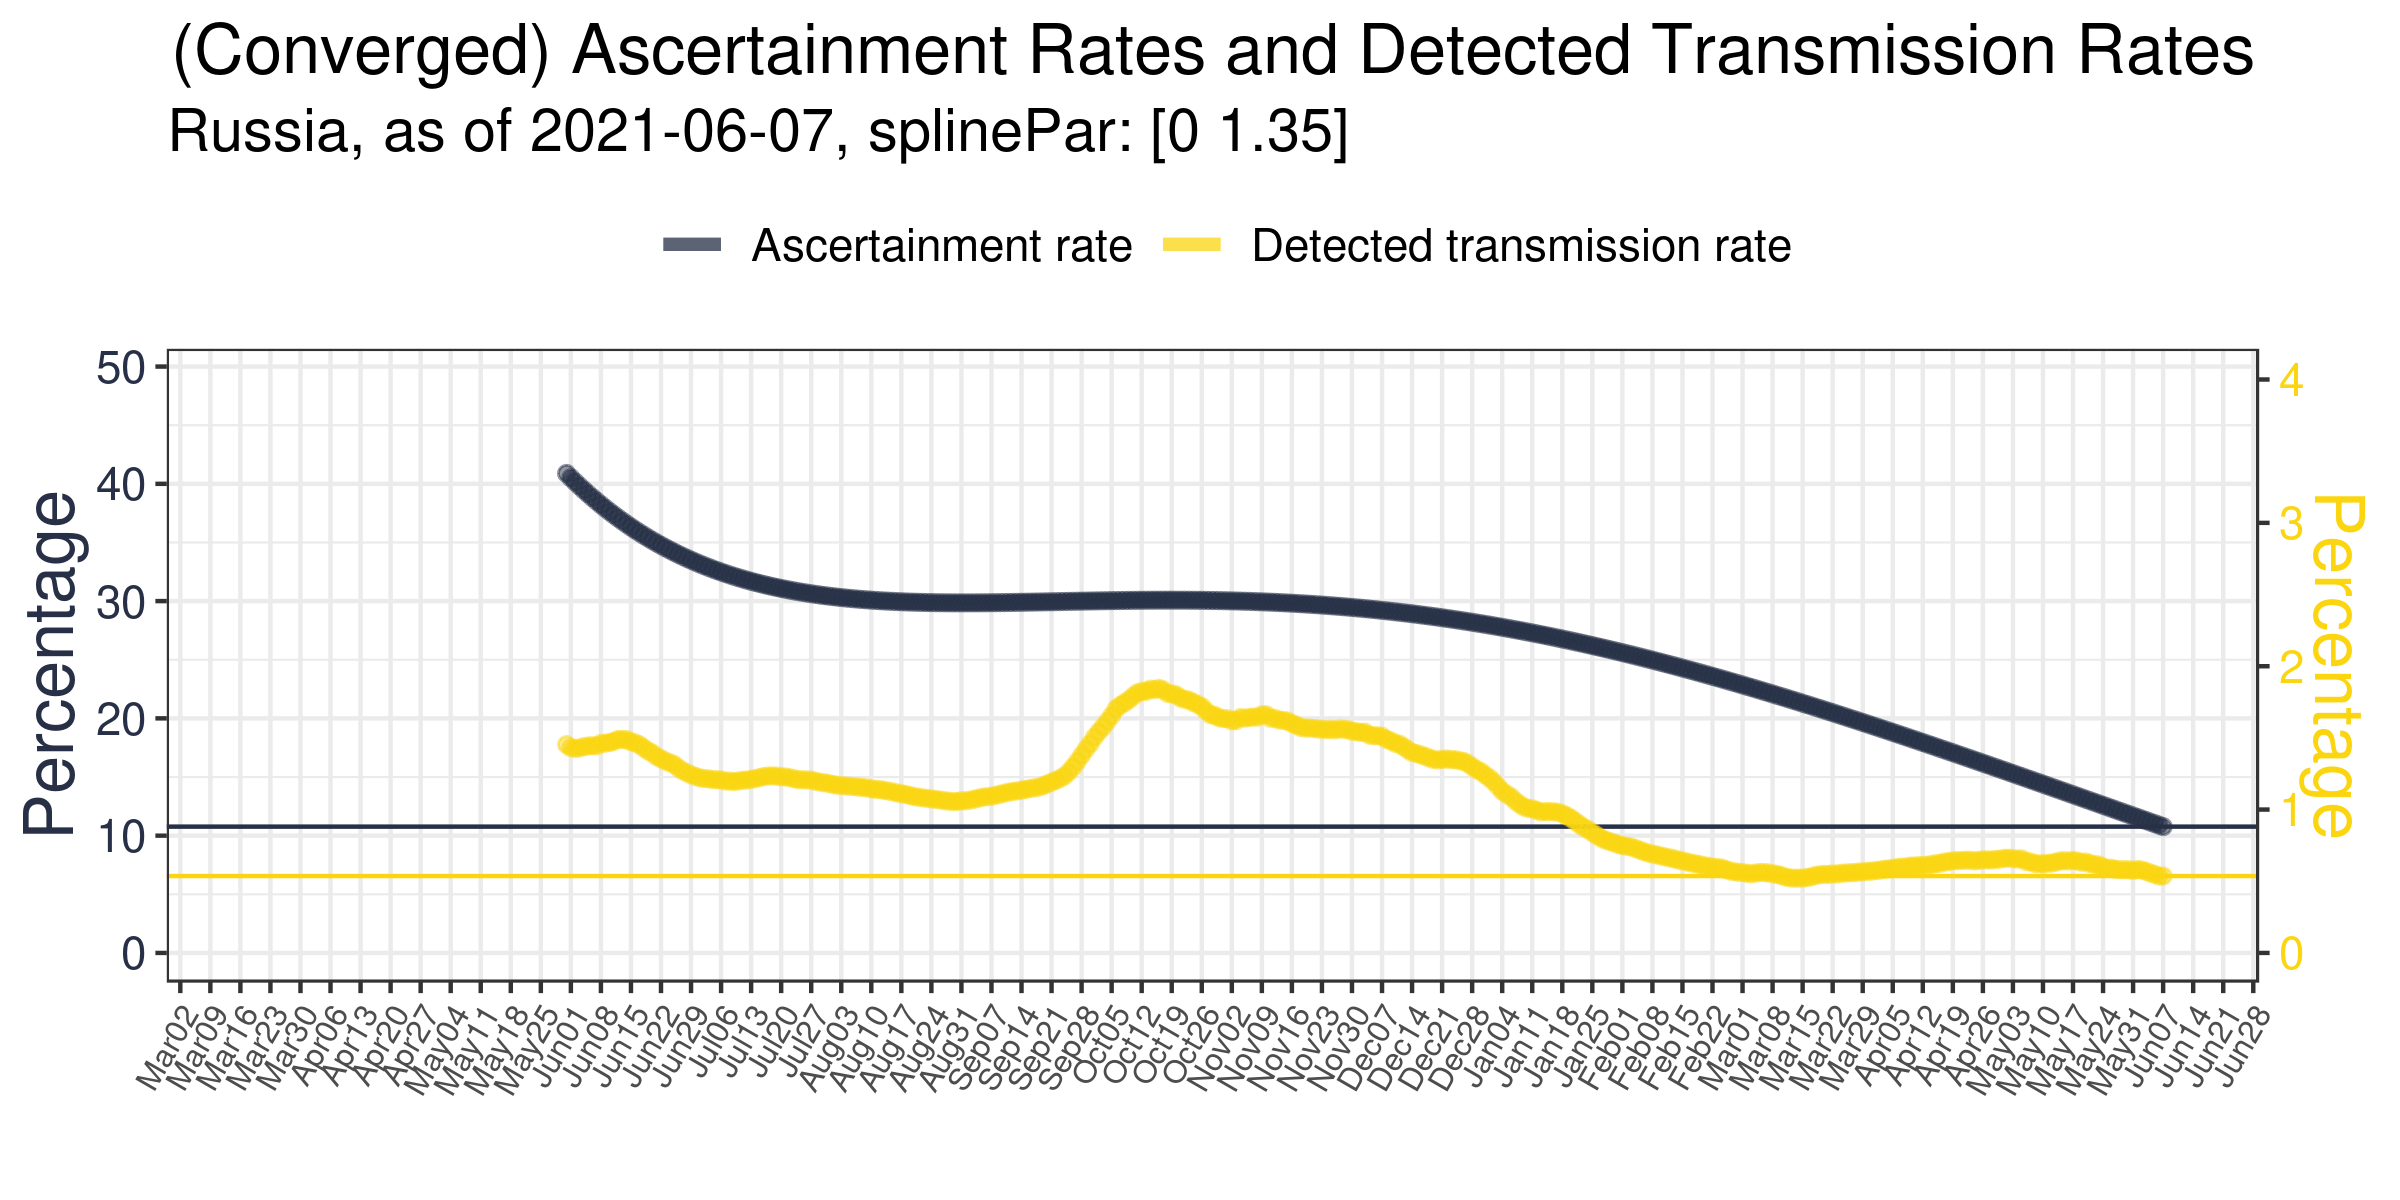 (Converged) Ascertainment Rates and Detected Transmission Rates
Russia, as of 2021-06-07, splinePar: [0 1.35]
Ascertainment rate
Detected transmission rate
Percentage
50
40
30
20
10
0
4
3
2
1
0
Percentage
Mar02
Mar09
Mar16
Mar23
Mar30
Apr06
Apr13
Apr20
Apr27
May04
May11
May18
May25
Jun01
Jun08
Jun15
Jun22
Jun29
Jul06
Jul13
Jul20
Jul27
Aug03
Aug10
Aug17
Aug24
Aug31
Sep07
Sep14
Sep21
Sep28
Oct05
Oct12
Oct19
Oct26
Nov02
Nov09
Nov16
Nov23
Nov30
Dec07
Dec14
Dec21
Dec28
Jan04
Jan11
Jan18
Jan25
Feb01
Feb08
Feb15
Feb22
Mar01
Mar08
Mar15
Mar22
Mar29
Apr05
Apr12
Apr19
Apr26
May03
May10
May17
May24
May31
May07
Jun14
Jun21
Jun28